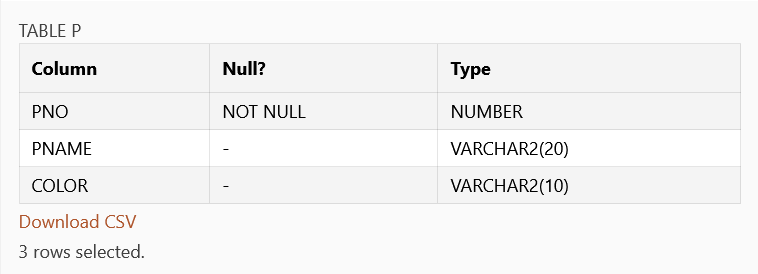 TABLE P
Column Null? Type
PNO NOT NULL NUMBER
PNAME - VARCHAR2(20)
COLOR - VARCHAR2(10)
Download CSV
3 rows selected.